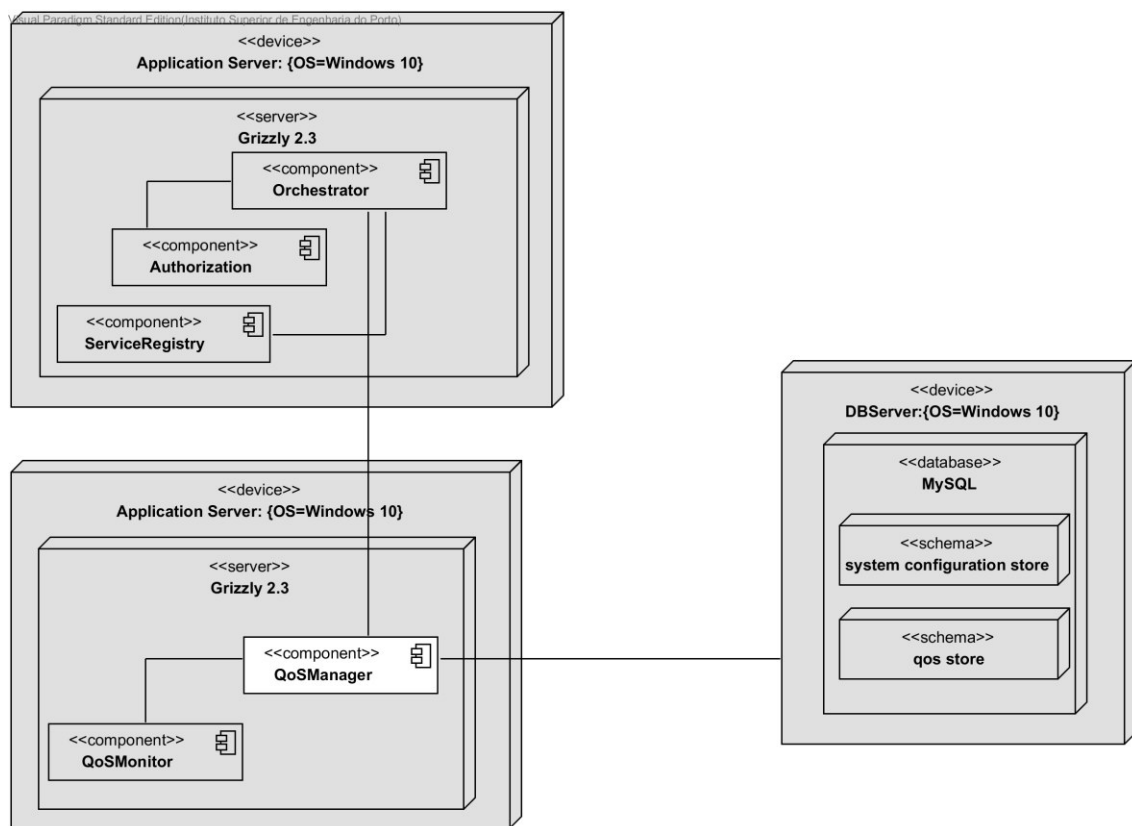 Visual Paradigm Standard Edition(Instituto Superior de Engenharia do Porto)
<<device>>
Application Server: {OS=Windows 10}
<<server>>
Grizzly 2.3
<<component>>
Orchestrator
<<component>>
Authorization
<<component>>
ServiceRegistry
<<device>>
DBServer:{OS=Windows 10}
<<database>>
MySQL
<<schema>>
system configuration store
<<schema>>
qos store
<<device>>
Application Server: {OS=Windows 10}
<<server>>
Grizzly 2.3
<<component>>
QoSManager
<<component>>
QoSMonitor